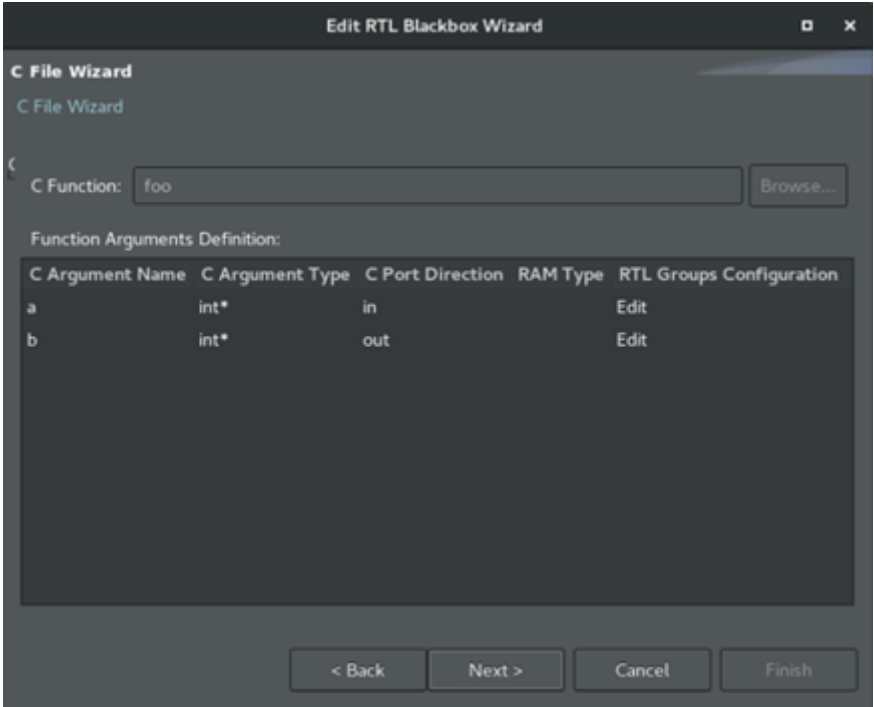 Edit RTL Blackbox Wizard
C File Wizard
C File Wizard
C Function: foo Browse...
Function Arguments Definition:
C Argument Name C Argument Type C Port Direction RAM Type RTL Groups Configuration
a int* in Edit
b int* out Edit
< Back Next > Cancel Finish